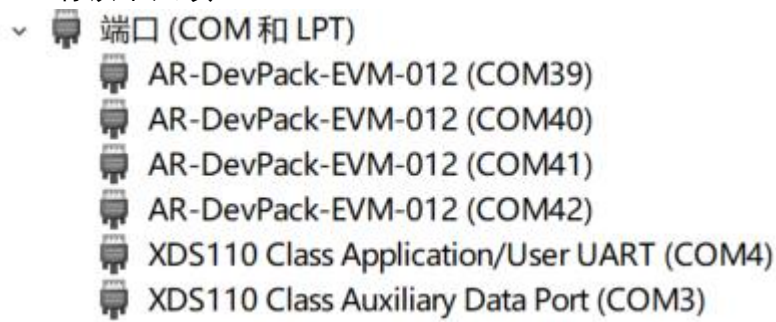 端口 (COM 和 LPT)
AR-DevPack-EVM-012 (COM39)
AR-DevPack-EVM-012 (COM40)
AR-DevPack-EVM-012 (COM41)
AR-DevPack-EVM-012 (COM42)
XDS110 Class Application/User UART (COM4)
XDS110 Class Auxiliary Data Port (COM3)